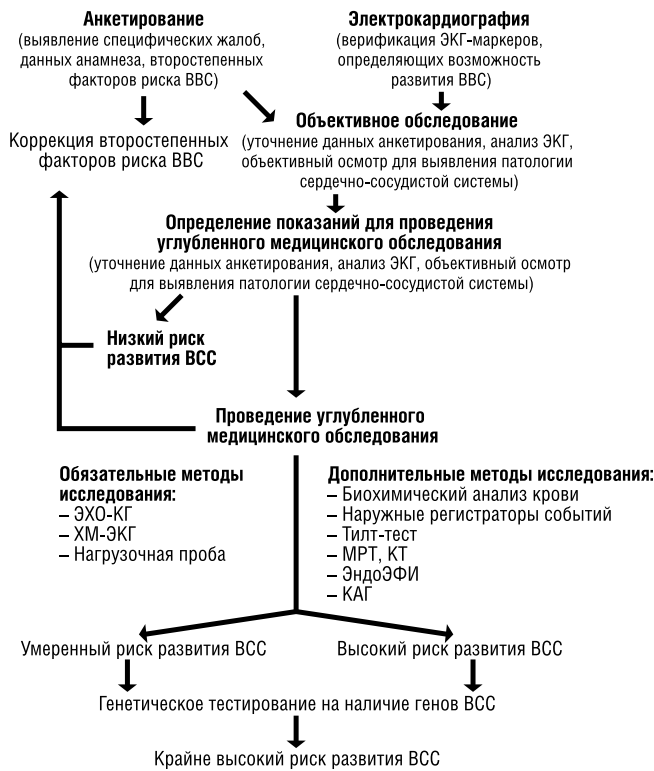 Анкетирование
(выявление специфических жалоб,
данных анамнеза, второстепенных
факторов риска ВВС)
Электрокардиография
(верификация ЭКГ-маркеров,
определяющих возможность
развития ВВС)
Коррекция второстепенных
факторов риска ВВС
Объективное обследование
(уточнение данных анкетирования, анализ ЭКГ,
объективный осмотр для выявления патологии
сердечно-сосудистой системы)
Определение показаний для проведения
углубленного медицинского обследования
(уточнение данных анкетирования, анализ ЭКГ, объективный осмотр
для выявления патологии сердечно-сосудистой системы)
Низкий риск
развития ВСС
Проведение углубленного
медицинского обследования
Обязательные методы
исследования:
– ЭХО-КГ
– ХМ-ЭКГ
– Нагрузочная проба
Дополнительные методы исследования:
– Биохимический анализ крови
– Наружные регистраторы событий
– Тилт-тест
– МРТ, КТ
– ЭндоЭФИ
– КАГ
Умеренный риск развития ВСС
Высокий риск развития ВСС
Генетическое тестирование на наличие генов ВСС
Крайне высокий риск развития ВСС